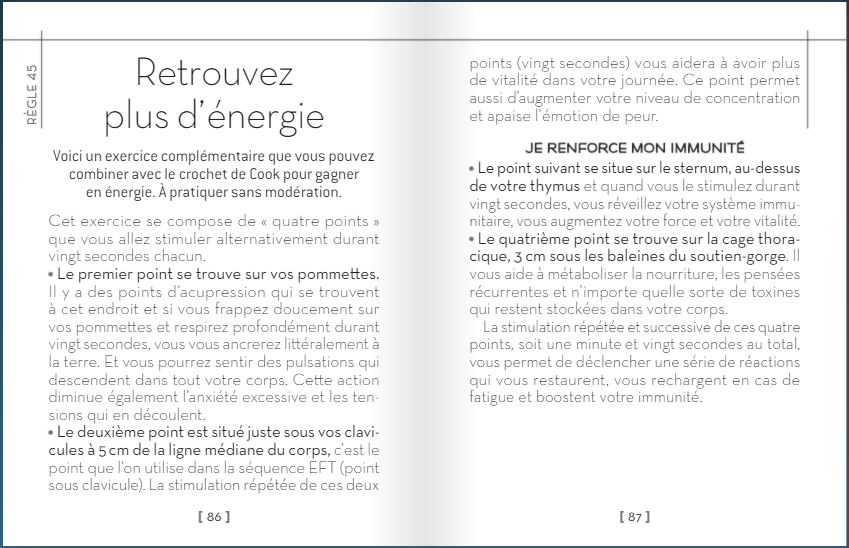 RÈGLE 45
Retrouvez
plus d'énergie
Voici un exercice complémentaire que vous pouvez
combiner avec le crochet de Cook pour gagner
en énergie. À pratiquer sans modération.
Cet exercice se compose de « quatre points »
que vous allez stimuler alternativement durant
vingt secondes chacun.
• Le premier point se trouve sur vos pommettes.
Il y a des points d'acupression qui se trouvent
à cet endroit et si vous frappez doucement sur
vos pommettes et respirez profondément durant
vingt secondes, vous vous ancrerez littéralement à
la terre. Et vous pourrez sentir des pulsations qui
descendent dans tout votre corps. Cette action
diminue également l'anxiété excessive et les ten-
sions qui en découlent.
• Le deuxième point est situé juste sous vos clavi-
cules à 5 cm de la ligne médiane du corps, c'est le
point que l'on utilise dans la séquence EFT (point
sous clavicule). La stimulation répétée de ces deux
[ 86 ]
points (vingt secondes) vous aidera à avoir plus
de vitalité dans votre journée. Ce point permet
aussi d'augmenter votre niveau de concentration
et apaise l'émotion de peur.
JE RENFORCE MON IMMUNITÉ
• Le point suivant se situe sur le sternum, au-dessus
de votre thymus et quand vous le stimulez durant
vingt secondes, vous réveillez votre système immu-
nitaire, vous augmentez votre force et votre vitalité.
• Le quatrième point se trouve sur la cage thora-
cique, 3 cm sous les baleines du soutien-gorge. Il
vous aide à métaboliser la nourriture, les pensées
récurrentes et n'importe quelle sorte de toxines
qui restent stockées dans votre corps.
La stimulation répétée et successive de ces quatre
points, soit une minute et vingt secondes au total,
vous permet de déclencher une série de réactions
qui vous restaurent, vous rechargent en cas de
fatigue et boostent votre immunité.
[ 87 ]